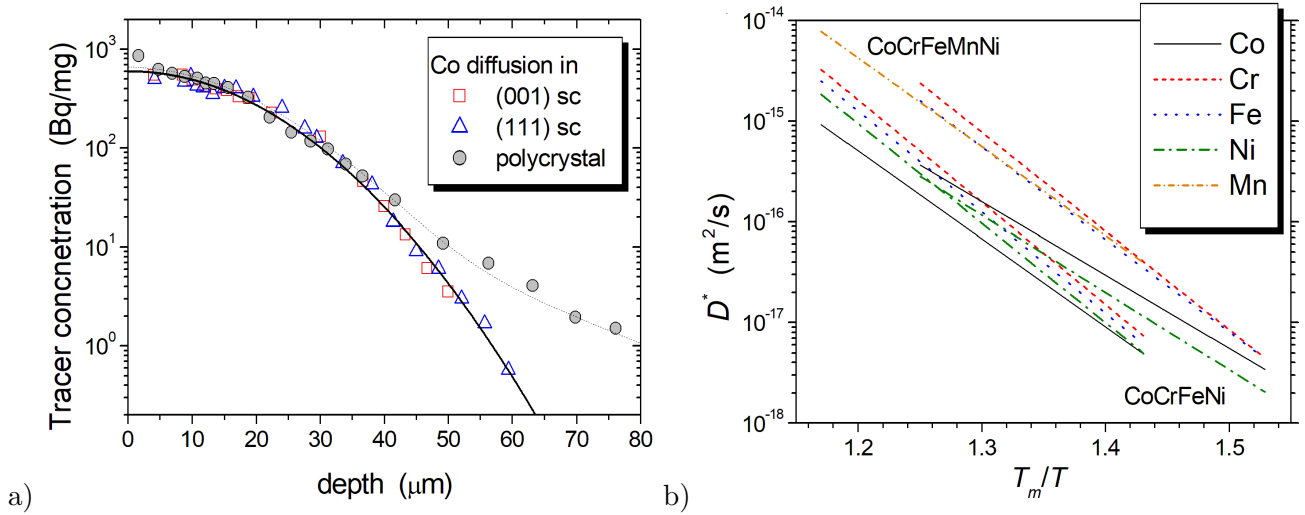 10³
10²
10¹
10⁰
Tracer concnetration (Bq/mg)
Co diffusion in
(001) sc
(111) sc
polycrystal
0 10 20 30 40 50 60 70 80
depth (μm)
a)
10⁻¹⁴
10⁻¹⁵
10⁻¹⁶
10⁻¹⁷
10⁻¹⁸
D* (m²/s)
CoCrFeMnNi
Co
Cr
Fe
Ni
Mn
CoCrFeNi
1.2 1.3 1.4 1.5
Tₘ/T
b)